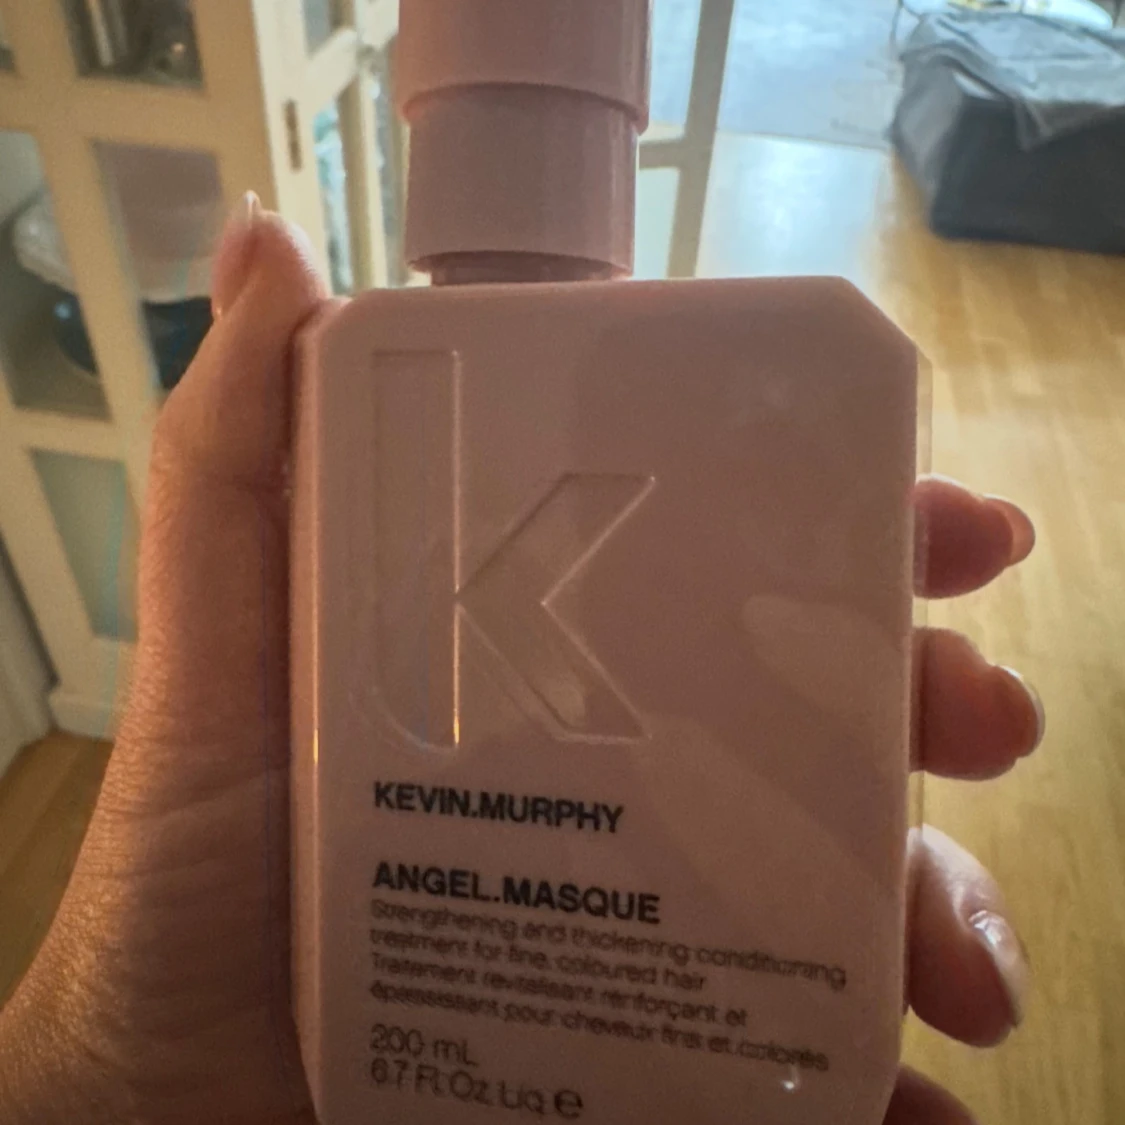 k
KEVIN.MURPHY
ANGEL.MASQUE
Strengthening and thickening conditioning
treatment for fine, coloured hair
Traitement revitalisant renforçant et
épaississant pour cheveux fins et colorés
200 mL
6.7 Fl. Oz Liq e